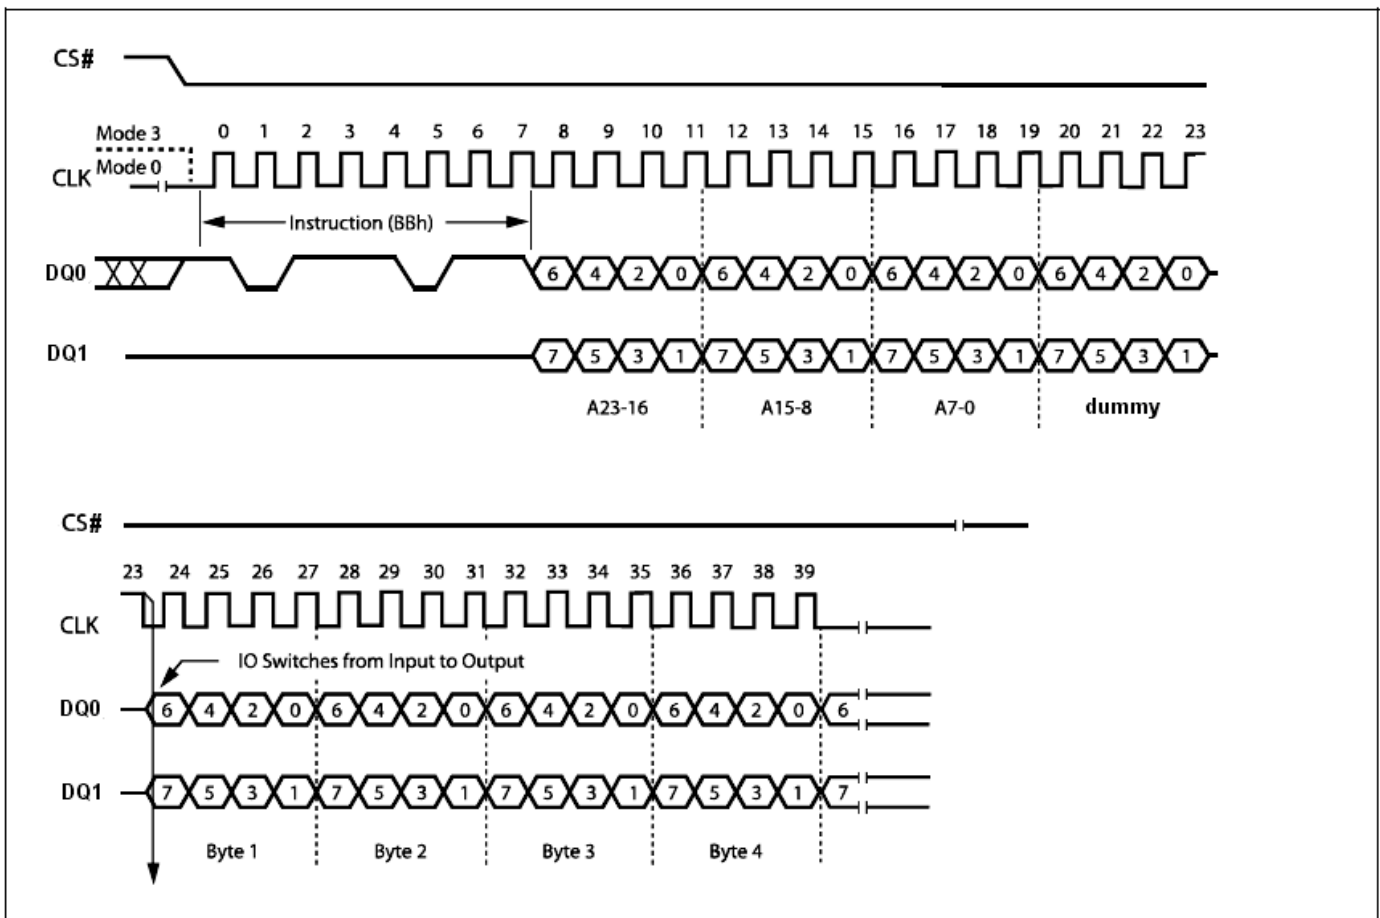 CS#
Mode 3
0 1 2 3 4 5 6 7 8 9 10 11 12 13 14 15 16 17 18 19 20 21 22 23
CLK Mode 0
Instruction (BBh)
DQ0 6 4 2 0 6 4 2 0 6 4 2 0 6 4 2 0
DQ1 7 5 3 1 7 5 3 1 7 5 3 1 7 5 3 1
A23-16 A15-8 A7-0 dummy
CS#
23 24 25 26 27 28 29 30 31 32 33 34 35 36 37 38 39
CLK
IO Switches from Input to Output
DQ0 6 4 2 0 6 4 2 0 6 4 2 0 6 4 2 0 6
DQ1 7 5 3 1 7 5 3 1 7 5 3 1 7 5 3 1 7
Byte 1 Byte 2 Byte 3 Byte 4